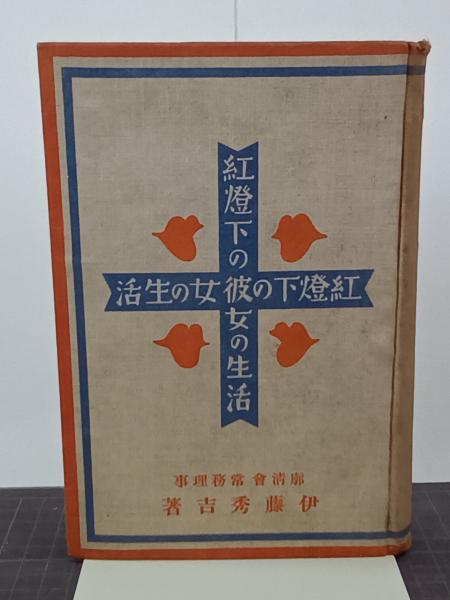 紅燈下の彼女の生活
紅燈下の彼女の生活
廓清會常務理事
伊藤秀吉著